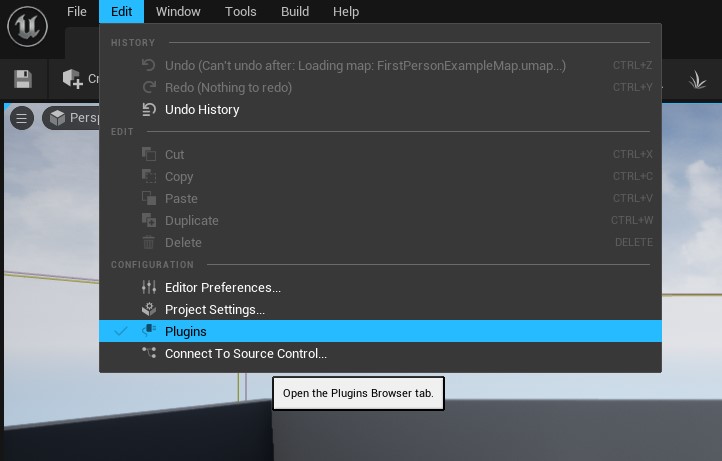 File Edit Window Tools Build Help
HISTORY
Undo (Can't undo after: Loading map: FirstPersonExampleMap.umap...) CTRL+Z
Redo (Nothing to redo) CTRL+Y
Undo History
EDIT
Cut CTRL+X
Copy CTRL+C
Paste CTRL+V
Duplicate CTRL+W
Delete DELETE
CONFIGURATION
Editor Preferences...
Project Settings...
Plugins
Connect To Source Control...
Open the Plugins Browser tab.